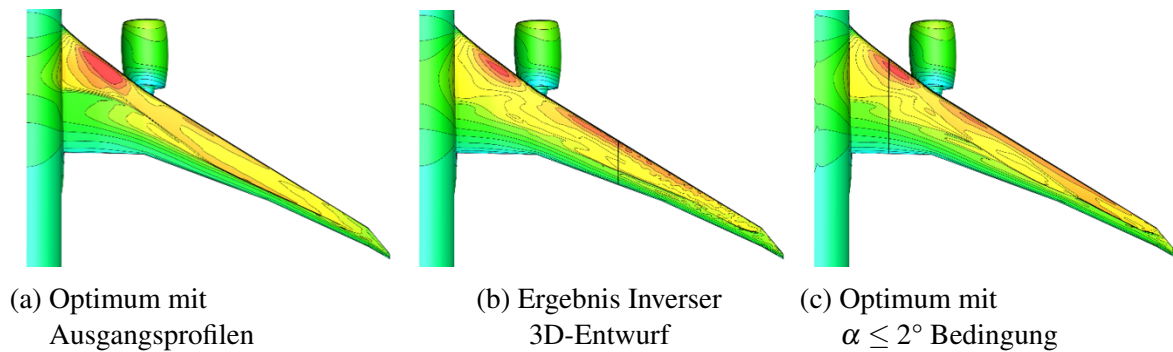 (a) Optimum mit
Ausgangsprofilen
(b) Ergebnis Inverser
3D-Entwurf
(c) Optimum mit
α ≤ 2° Bedingung